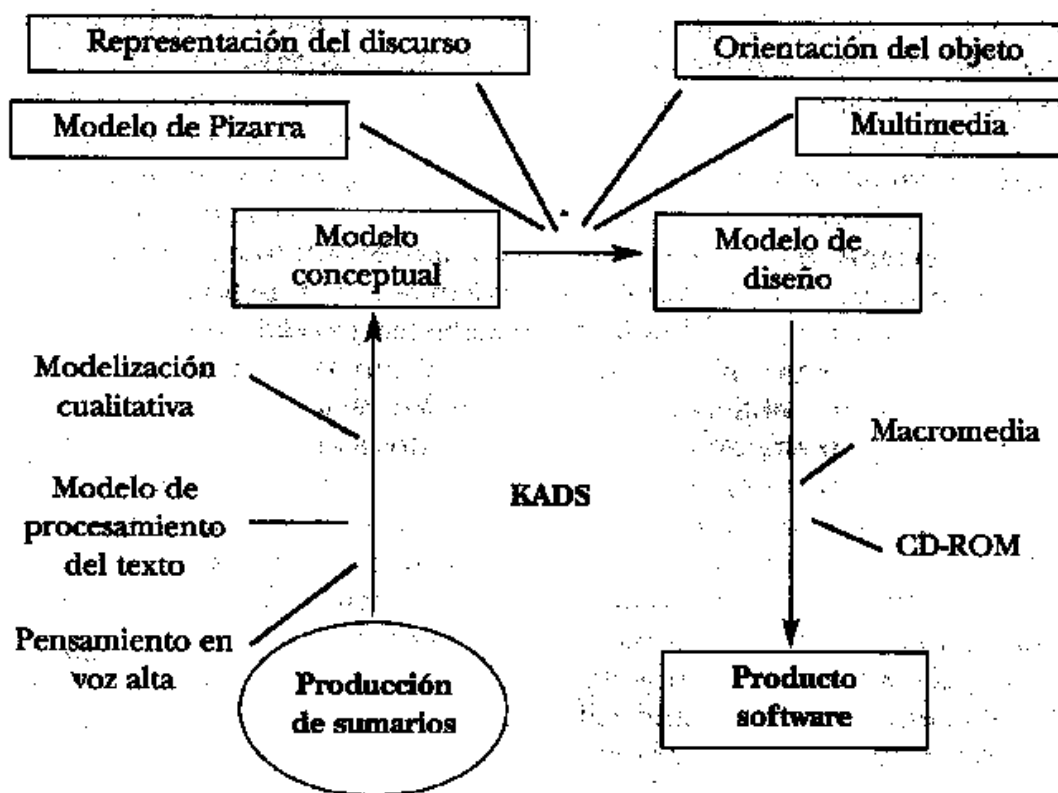 Representación del discurso
Orientación del objeto
Modelo de Pizarra
Multimedia
Modelo
conceptual
Modelo de
diseño
Modelización
cualitativa
Macromedia
Modelo de
procesamiento
del texto
KADS
CD-ROM
Pensamiento en
voz alta
Producción
de sumarios
Producto
software